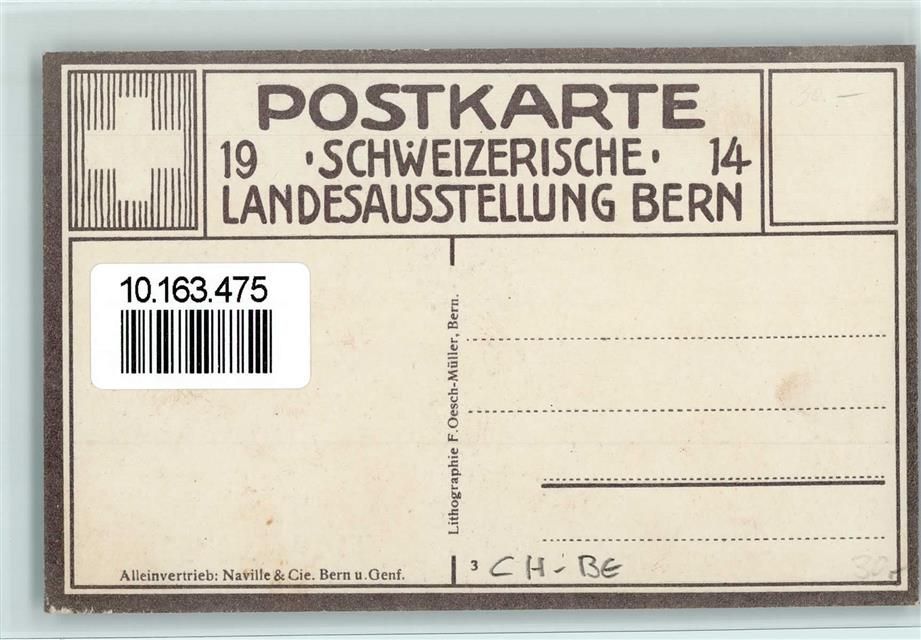 POSTKARTE
19 · SCHWEIZERISCHE · 14
LANDESAUSSTELLUNG BERN
30.—
10.163.475
Lithographie F. Oesch-Müller, Bern.
Alleinvertrieb: Naville & Cie. Bern u. Genf.
3 CH-BE
30.-